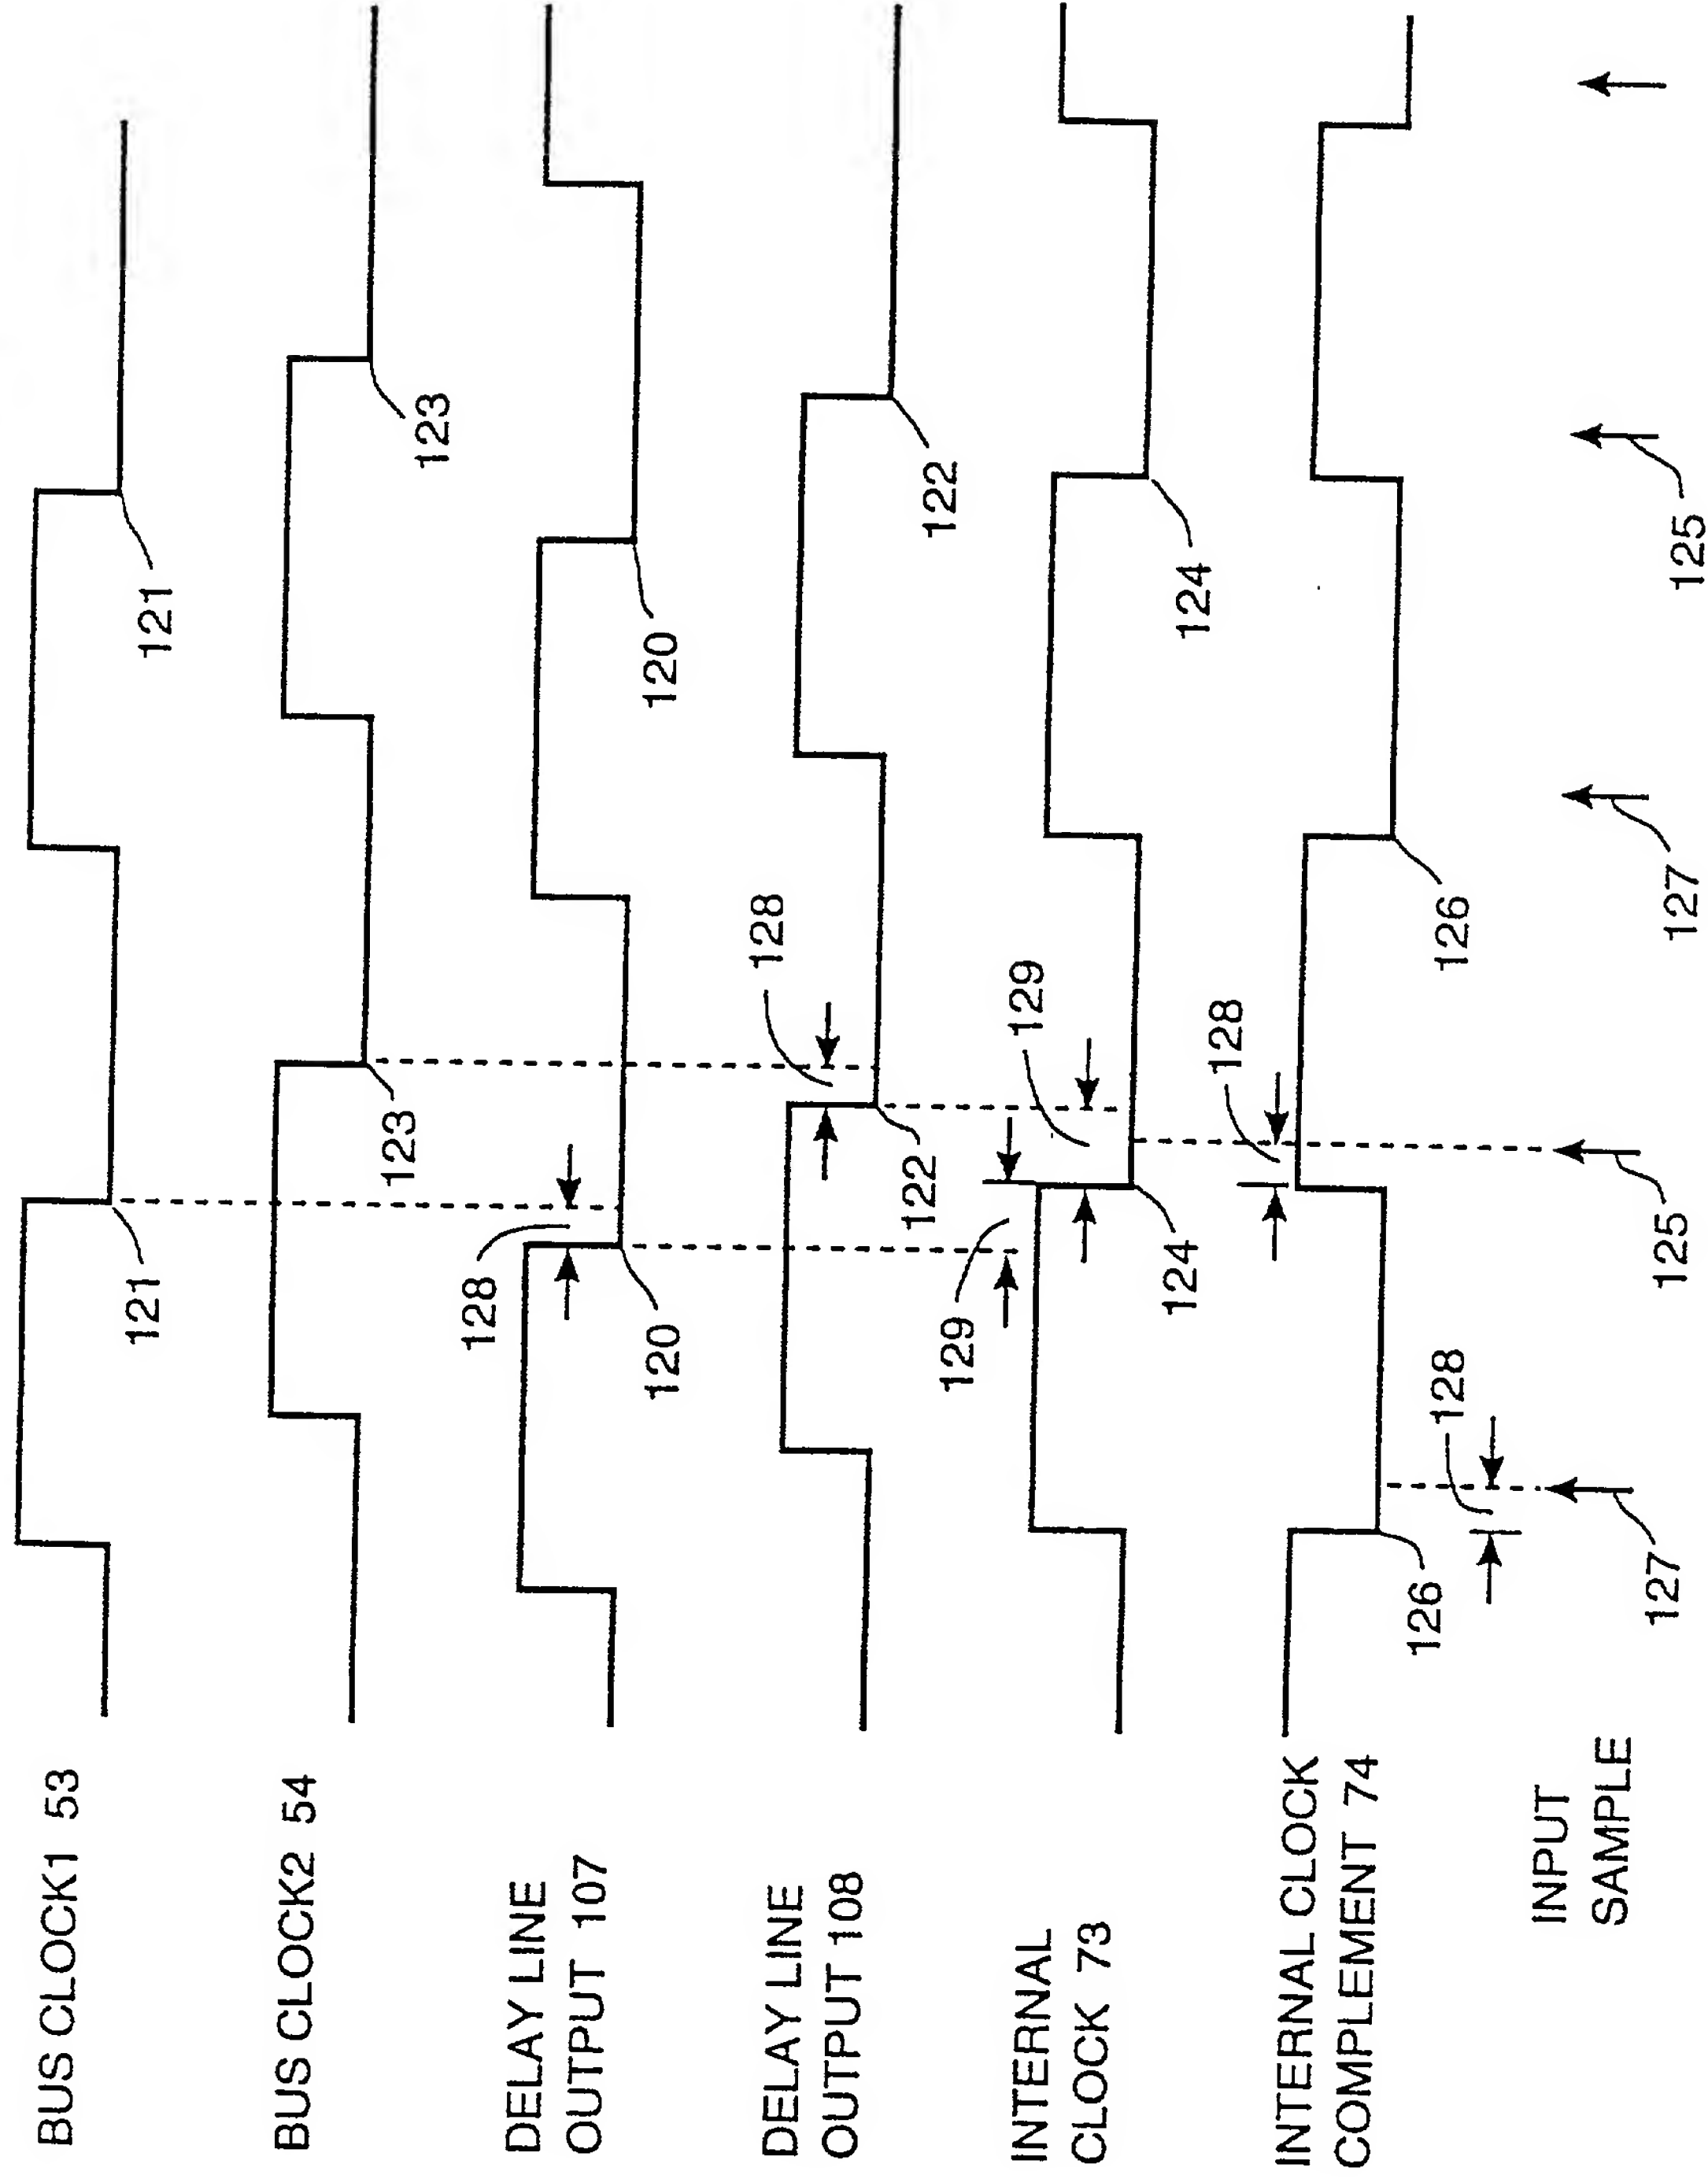 BUS CLOCK1 53
121
121
BUS CLOCK2 54
123
123
DELAY LINE
OUTPUT 107
128
120
120
DELAY LINE
OUTPUT 108
128
122
122
INTERNAL
CLOCK 73
129
129
124
124
INTERNAL CLOCK
COMPLEMENT 74
128
126
128
126
INPUT
SAMPLE
127
125
127
125